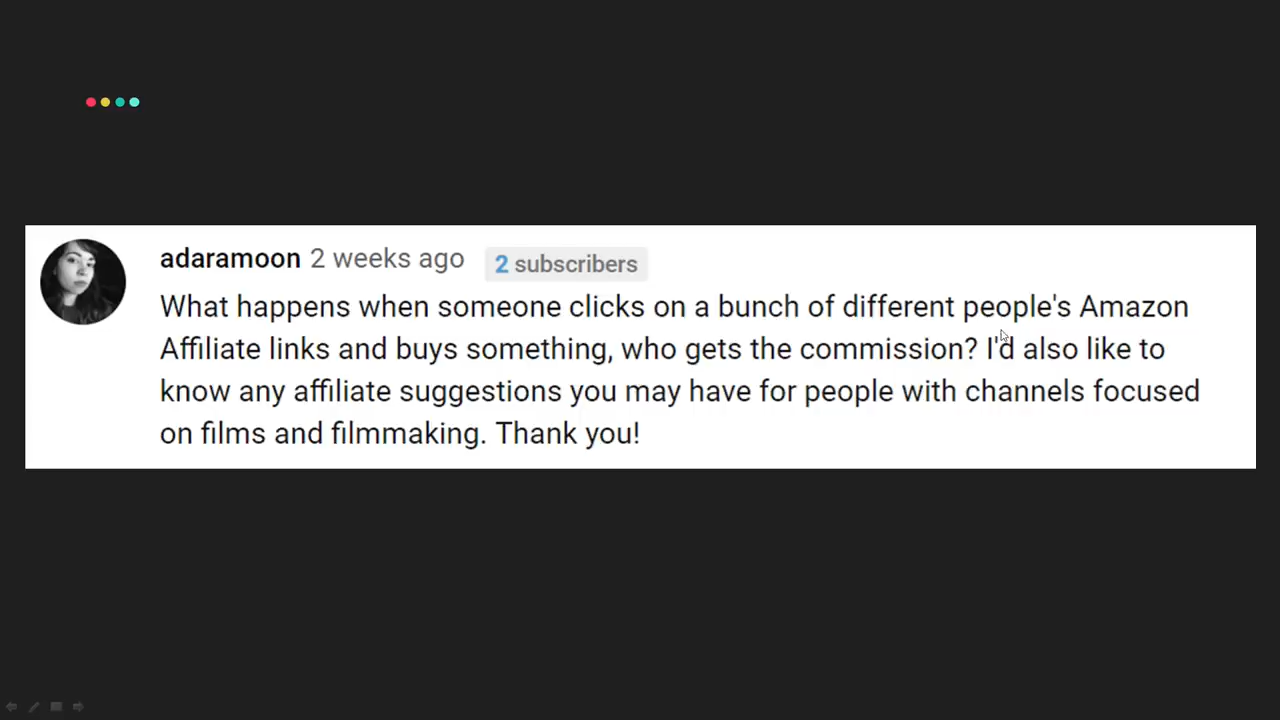 adaramoon 2 weeks ago 2 subscribers
What happens when someone clicks on a bunch of different people's Amazon
Affiliate links and buys something, who gets the commission? I'd also like to
know any affiliate suggestions you may have for people with channels focused
on films and filmmaking. Thank you!